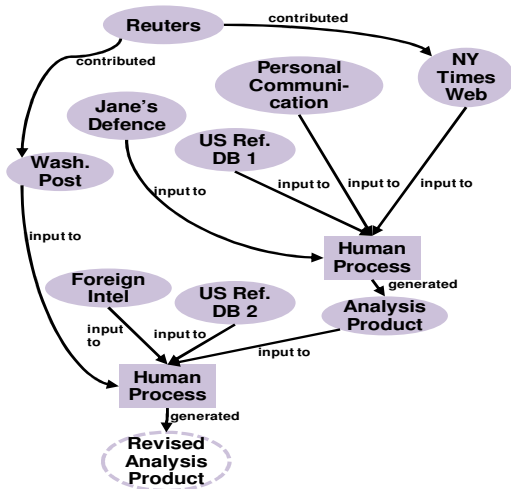 Reuters
contributed
contributed
Personal
Communi-
cation
NY
Times
Web
Jane's
Defence
US Ref.
DB 1
Wash.
Post
input to
input to
input to
input to
input to
Human
Process
generated
Foreign
Intel
US Ref.
DB 2
Analysis
Product
input
to
input to
input to
Human
Process
generated
Revised
Analysis
Product